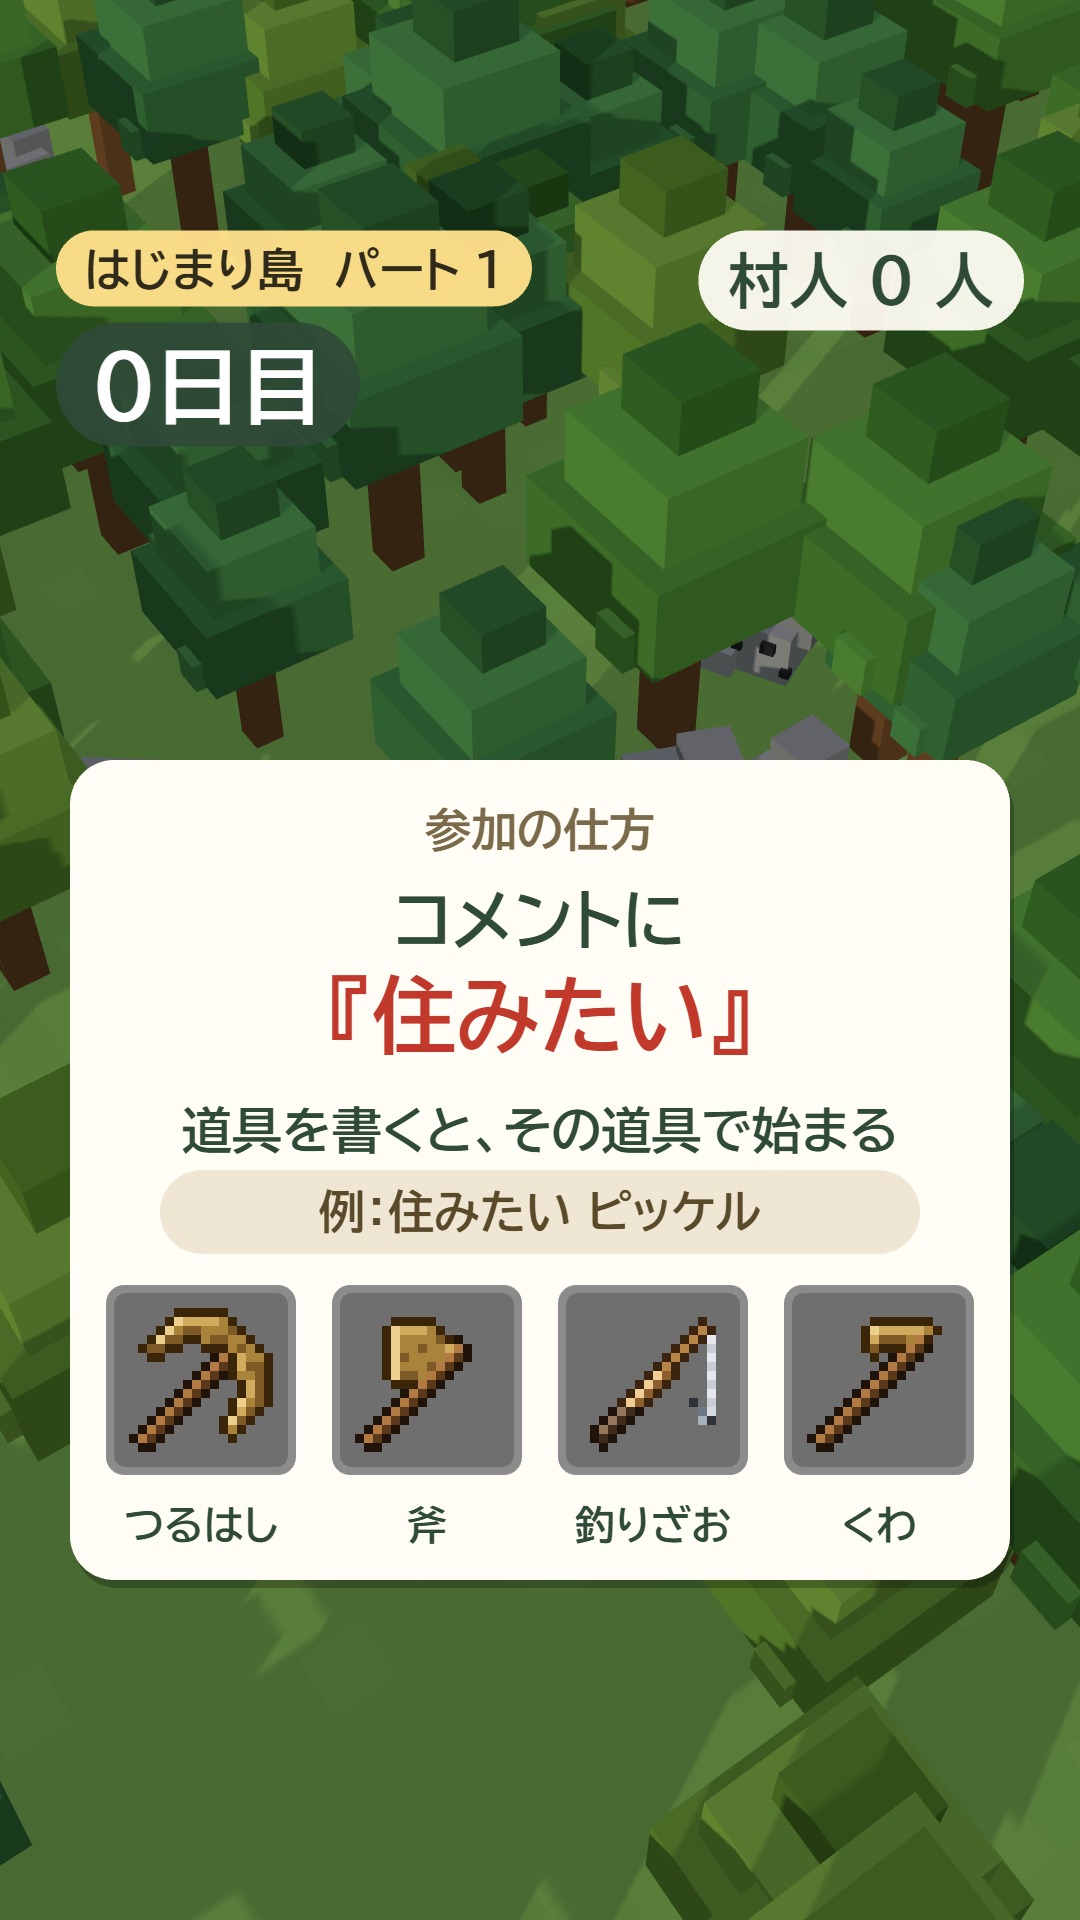 はじまり島 パート 1
村人 0 人
0日目
参加の仕方
コメントに
『住みたい』
道具を書くと、その道具で始まる
例：住みたい ピッケル
つるはし
斧
釣りざお
くわ